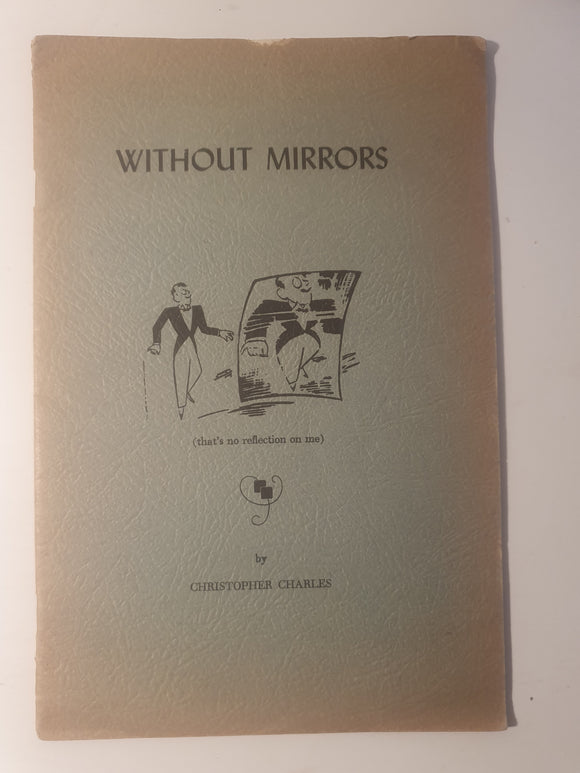 WITHOUT MIRRORS
(that's no reflection on me)
by
CHRISTOPHER CHARLES